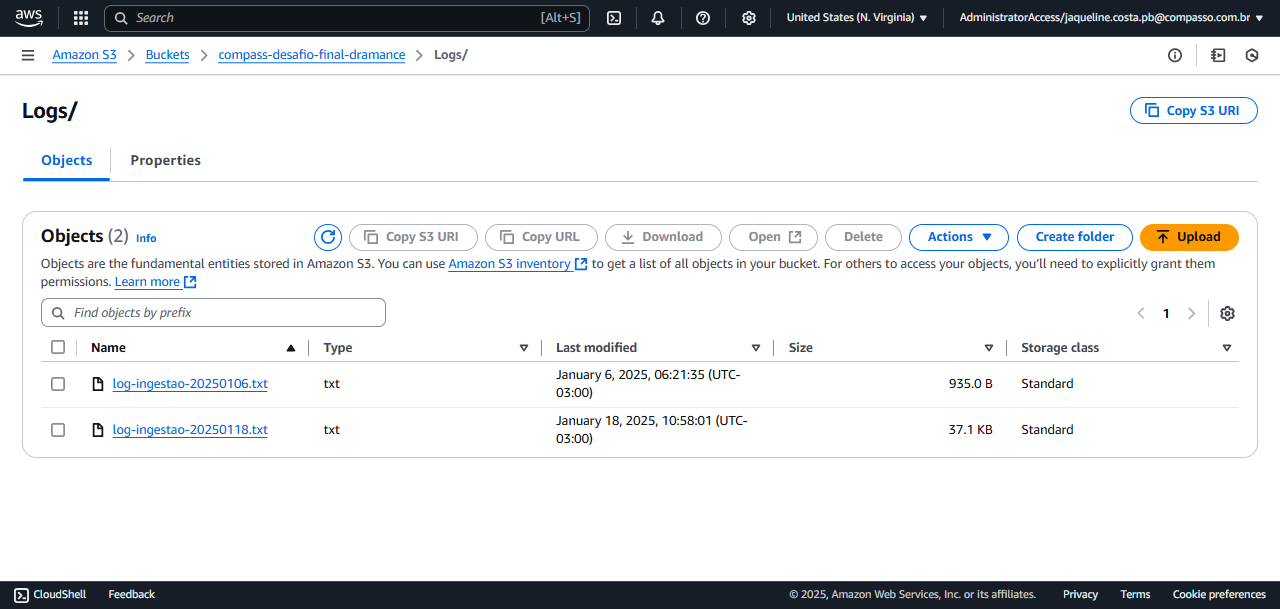 aws Search [Alt+S] United States (N. Virginia) AdministratorAccess/jaqueline.costa.pb@compasso.com.br
Amazon S3 Buckets compass-desafio-final-dramance Logs/
Logs/ Copy S3 URI
Objects Properties
Objects (2) Info Copy S3 URI Copy URL Download Open Delete Actions Create folder Upload
Objects are the fundamental entities stored in Amazon S3. You can use Amazon S3 inventory to get a list of all objects in your bucket. For others to access your objects, you'll need to explicitly grant them
permissions. Learn more
Find objects by prefix 1
Name Type Last modified Size Storage class
log-ingestao-20250106.txt txt January 6, 2025, 06:21:35 (UTC-
03:00) 935.0 B Standard
log-ingestao-20250118.txt txt January 18, 2025, 10:58:01 (UTC-
03:00) 37.1 KB Standard
CloudShell Feedback © 2025, Amazon Web Services, Inc. or its affiliates. Privacy Terms Cookie preferences